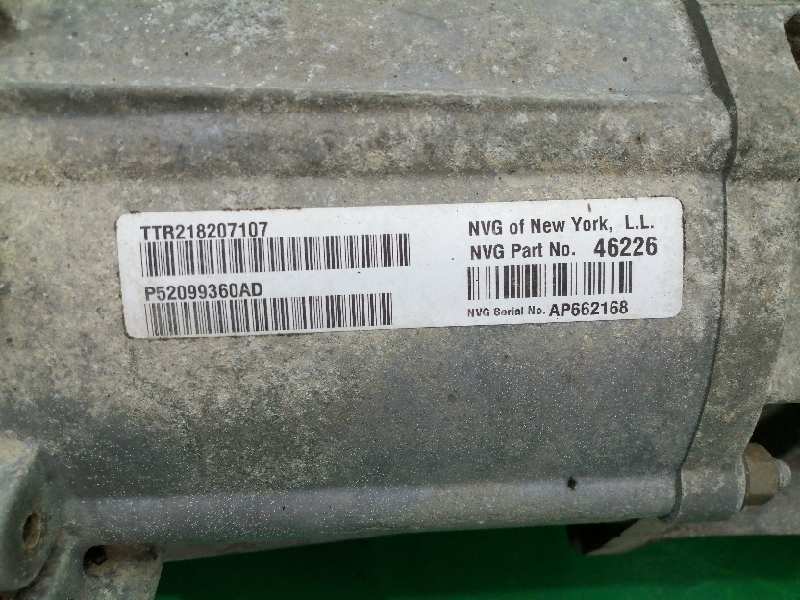 TTR218207107
P52099360AD
NVG of New York, L.L.
NVG Part No. 46226
NVG Serial No. AP662168